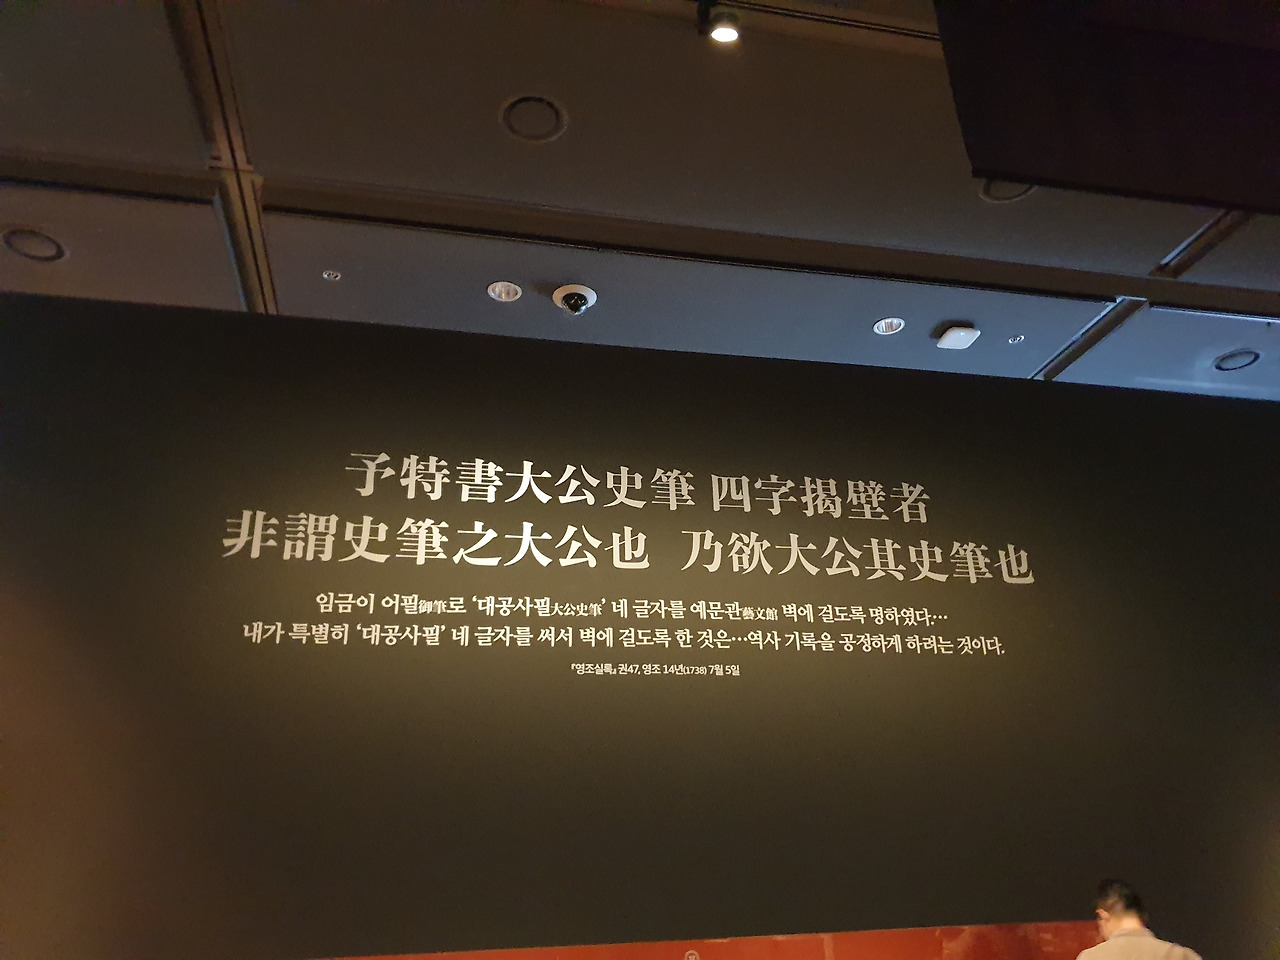 予特書大公史筆 四字揭壁者
非謂史筆之大公也 乃欲大公其史筆也
임금이 어필御筆로 ‘대공사필大公史筆’ 네 글자를 예문관藝文館 벽에 걸도록 명하였다…
내가 특별히 ‘대공사필’ 네 글자를 써서 벽에 걸도록 한 것은…역사 기록을 공정하게 하려는 것이다.
『영조실록』 권47, 영조 14년(1738) 7월 5일